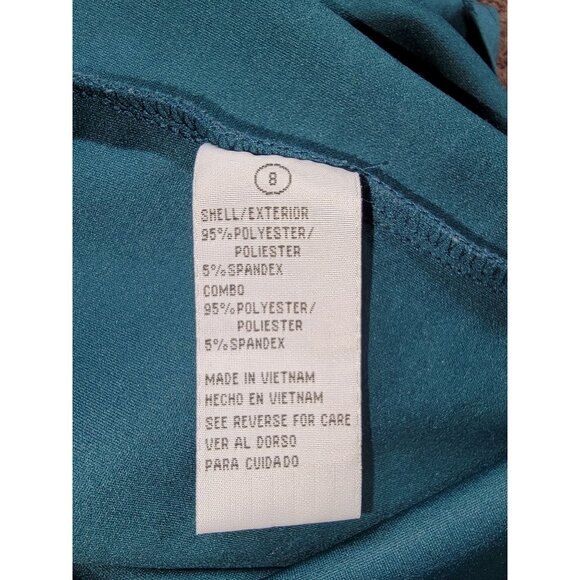 8
SHELL/EXTERIOR
95%POLYESTER/
POLIESTER
5%SPANDEX
COMBO
95%POLYESTER/
POLIESTER
5%SPANDEX
MADE IN VIETNAM
HECHO EN VIETNAM
SEE REVERSE FOR CARE
VER AL DORSO
PARA CUIDADO